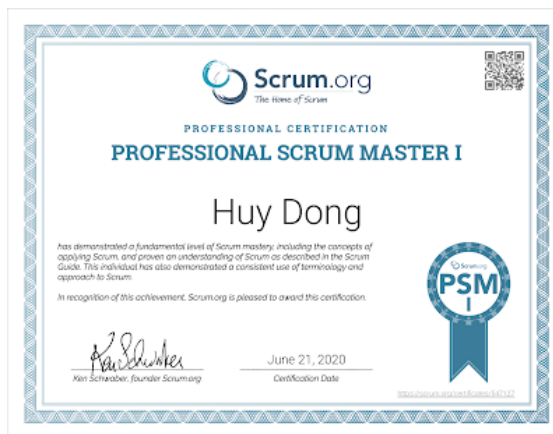 Scrum.org
The Home of Scrum
PROFESSIONAL CERTIFICATION
PROFESSIONAL SCRUM MASTER I
Huy Dong
has demonstrated a fundamental level of Scrum mastery, including the concepts of
applying Scrum, and proven an understanding of Scrum as described in the Scrum
Guide. This individual has also demonstrated a consistent use of terminology and
approach to Scrum.
In recognition of this achievement, Scrum.org is pleased to award this certification.
Scrum.org
PSM
I
Ken Schwaber
June 21, 2020
Ken Schwaber, founder Scrum.org
Certification Date